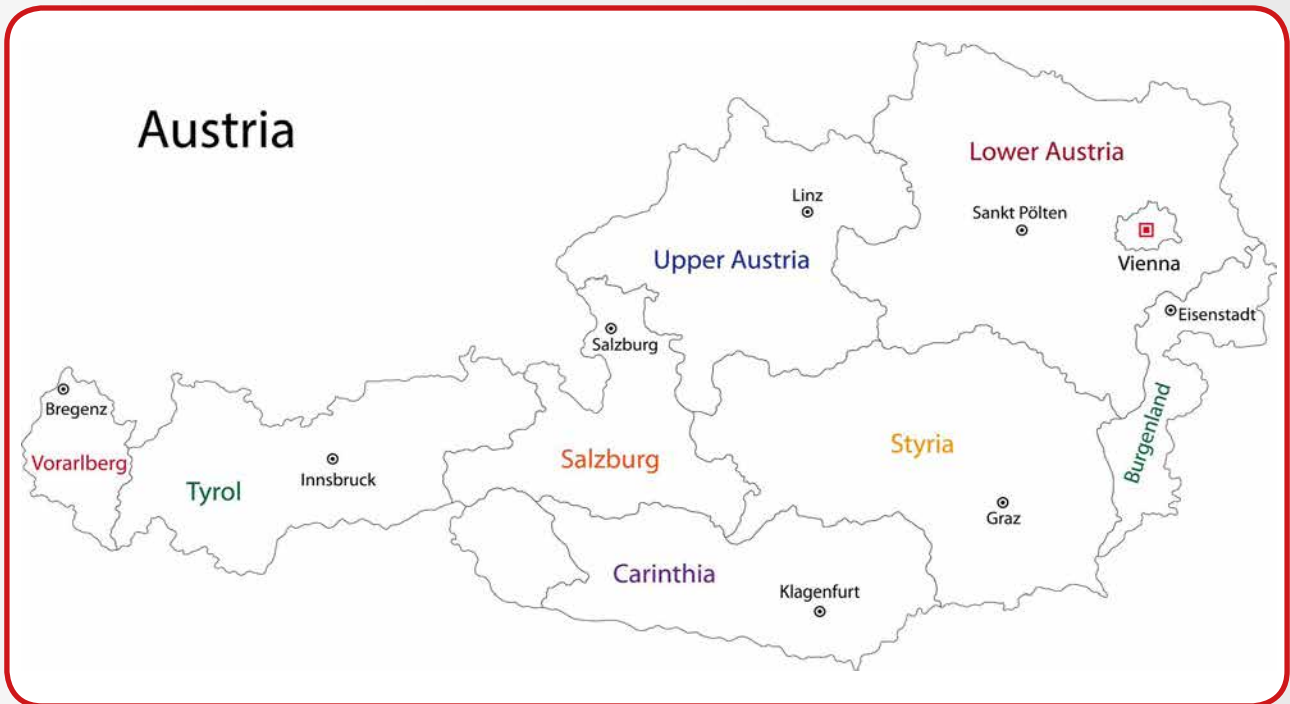 Austria
Lower Austria
Linz
Sankt Pölten
Upper Austria
Vienna
Eisenstadt
Salzburg
Bregenz
Burgenland
Styria
Vorarlberg
Salzburg
Innsbruck
Tyrol
Graz
Carinthia
Klagenfurt